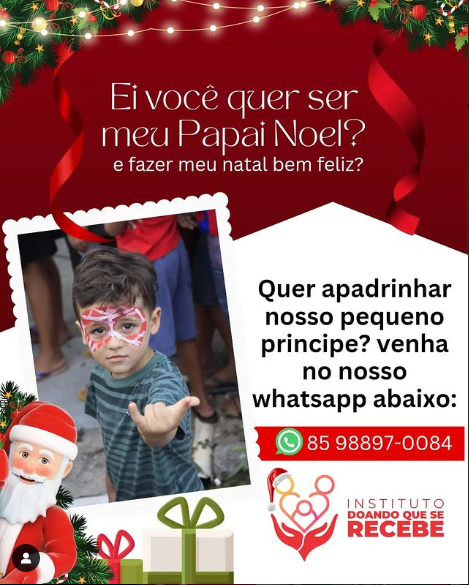 Ei você quer ser
meu Papai Noel?
e fazer meu natal bem feliz?
Quer apadrinhar
nosso pequeno
principe? venha
no nosso
whatsapp abaixo:
85 98897-0084
INSTITUTO
DOANDO QUE SE
RECEBE